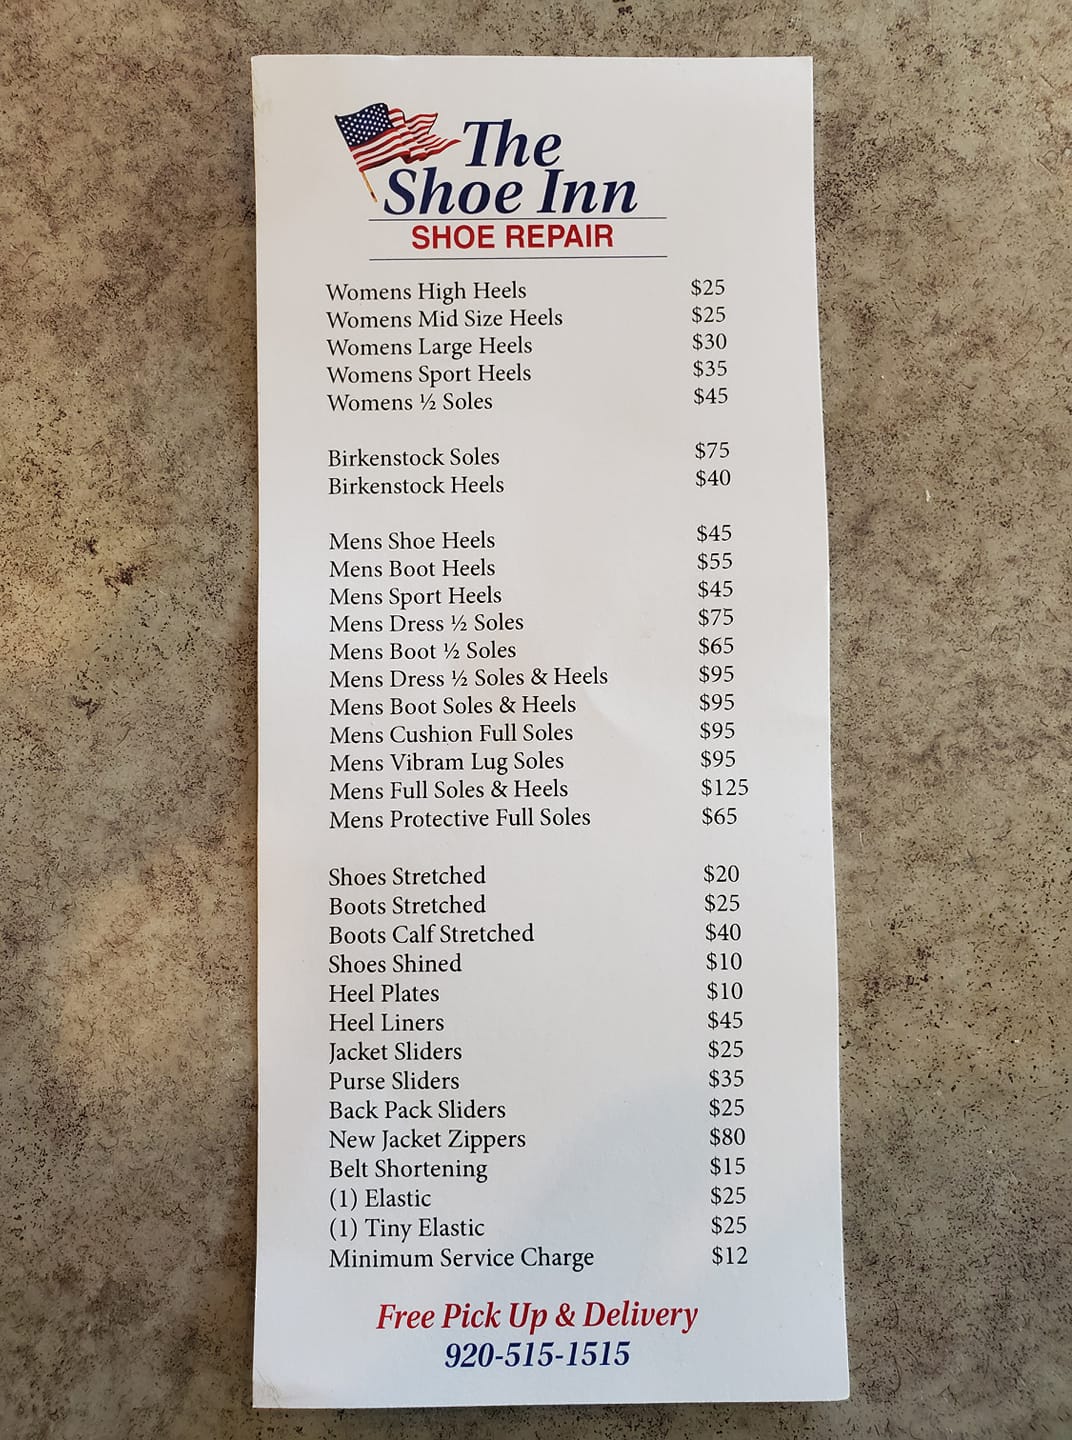 The
Shoe Inn
SHOE REPAIR
Womens High Heels $25
Womens Mid Size Heels $25
Womens Large Heels $30
Womens Sport Heels $35
Womens ½ Soles $45
Birkenstock Soles $75
Birkenstock Heels $40
Mens Shoe Heels $45
Mens Boot Heels $55
Mens Sport Heels $45
Mens Dress ½ Soles $75
Mens Boot ½ Soles $65
Mens Dress ½ Soles & Heels $95
Mens Boot Soles & Heels $95
Mens Cushion Full Soles $95
Mens Vibram Lug Soles $95
Mens Full Soles & Heels $125
Mens Protective Full Soles $65
Shoes Stretched $20
Boots Stretched $25
Boots Calf Stretched $40
Shoes Shined $10
Heel Plates $10
Heel Liners $45
Jacket Sliders $25
Purse Sliders $35
Back Pack Sliders $25
New Jacket Zippers $80
Belt Shortening $15
(1) Elastic $25
(1) Tiny Elastic $25
Minimum Service Charge $12
Free Pick Up & Delivery
920-515-1515